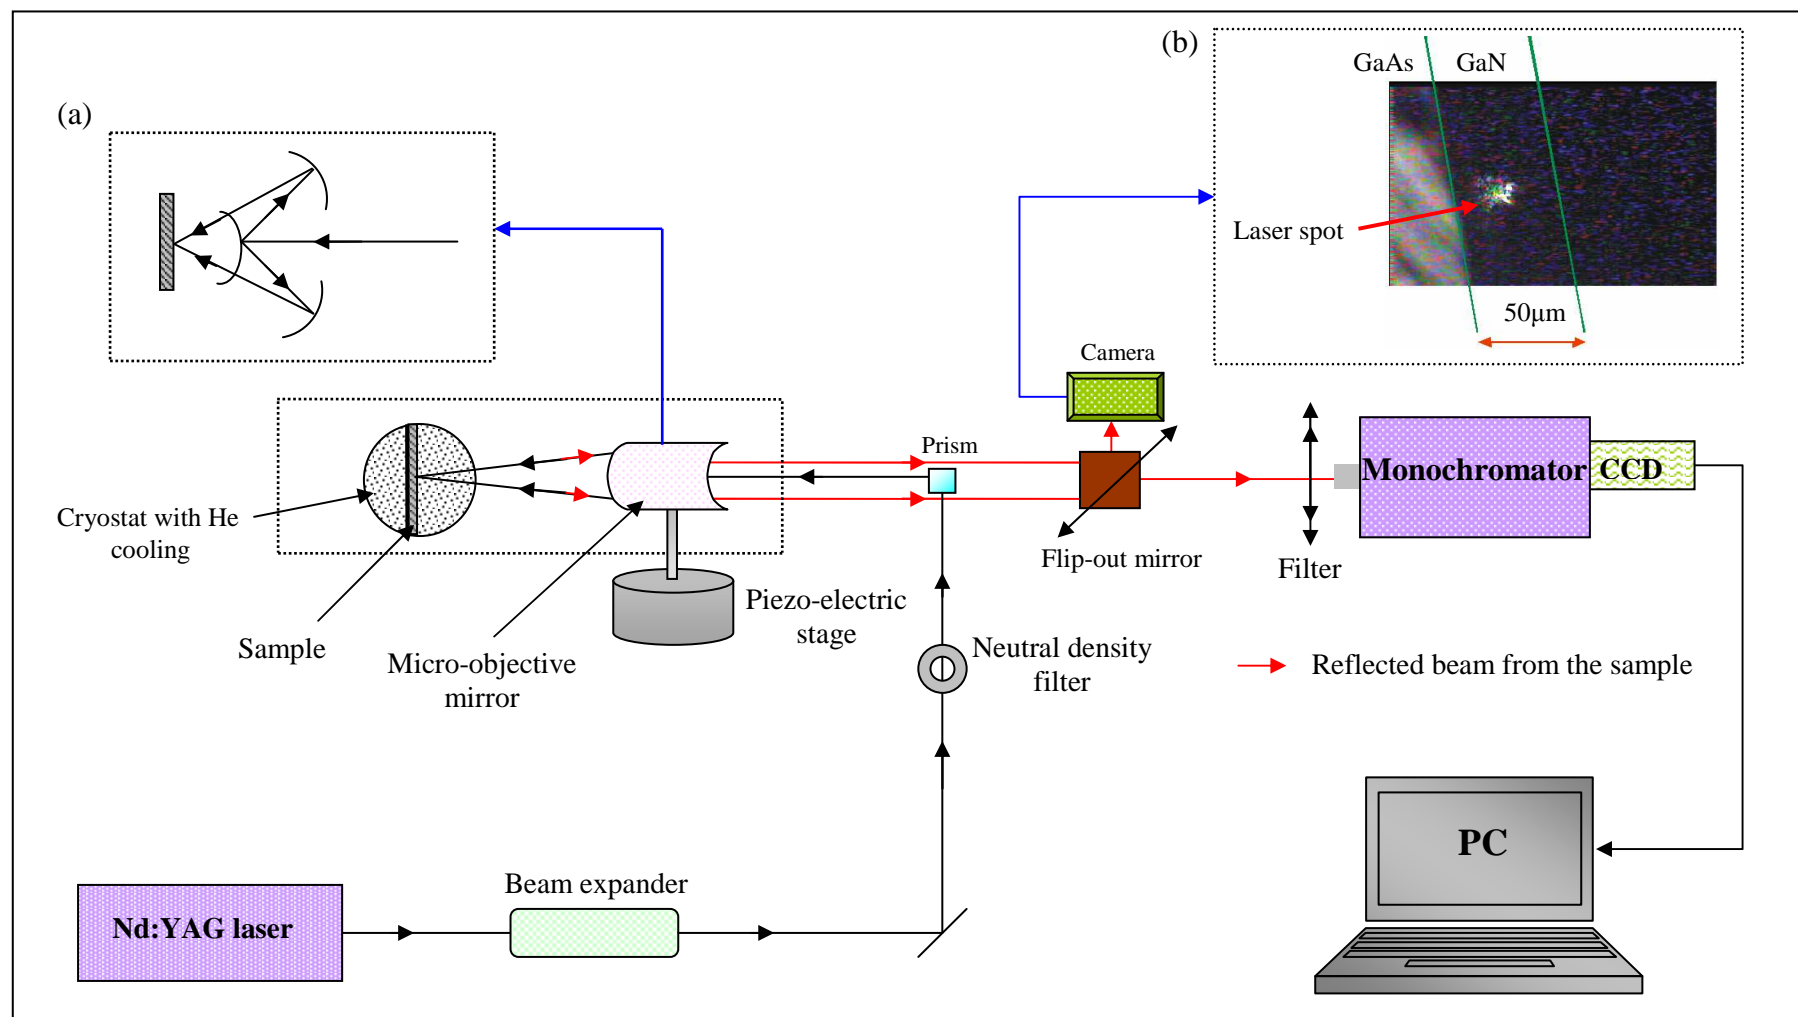 (b)
GaAs
GaN
(a)
Laser spot
50μm
Camera
Prism
Monochromator
CCD
Cryostat with He
cooling
Flip-out mirror
Filter
Piezo-electric
stage
Sample
Micro-objective
mirror
Neutral density
filter
Reflected beam from the sample
PC
Beam expander
Nd:YAG laser